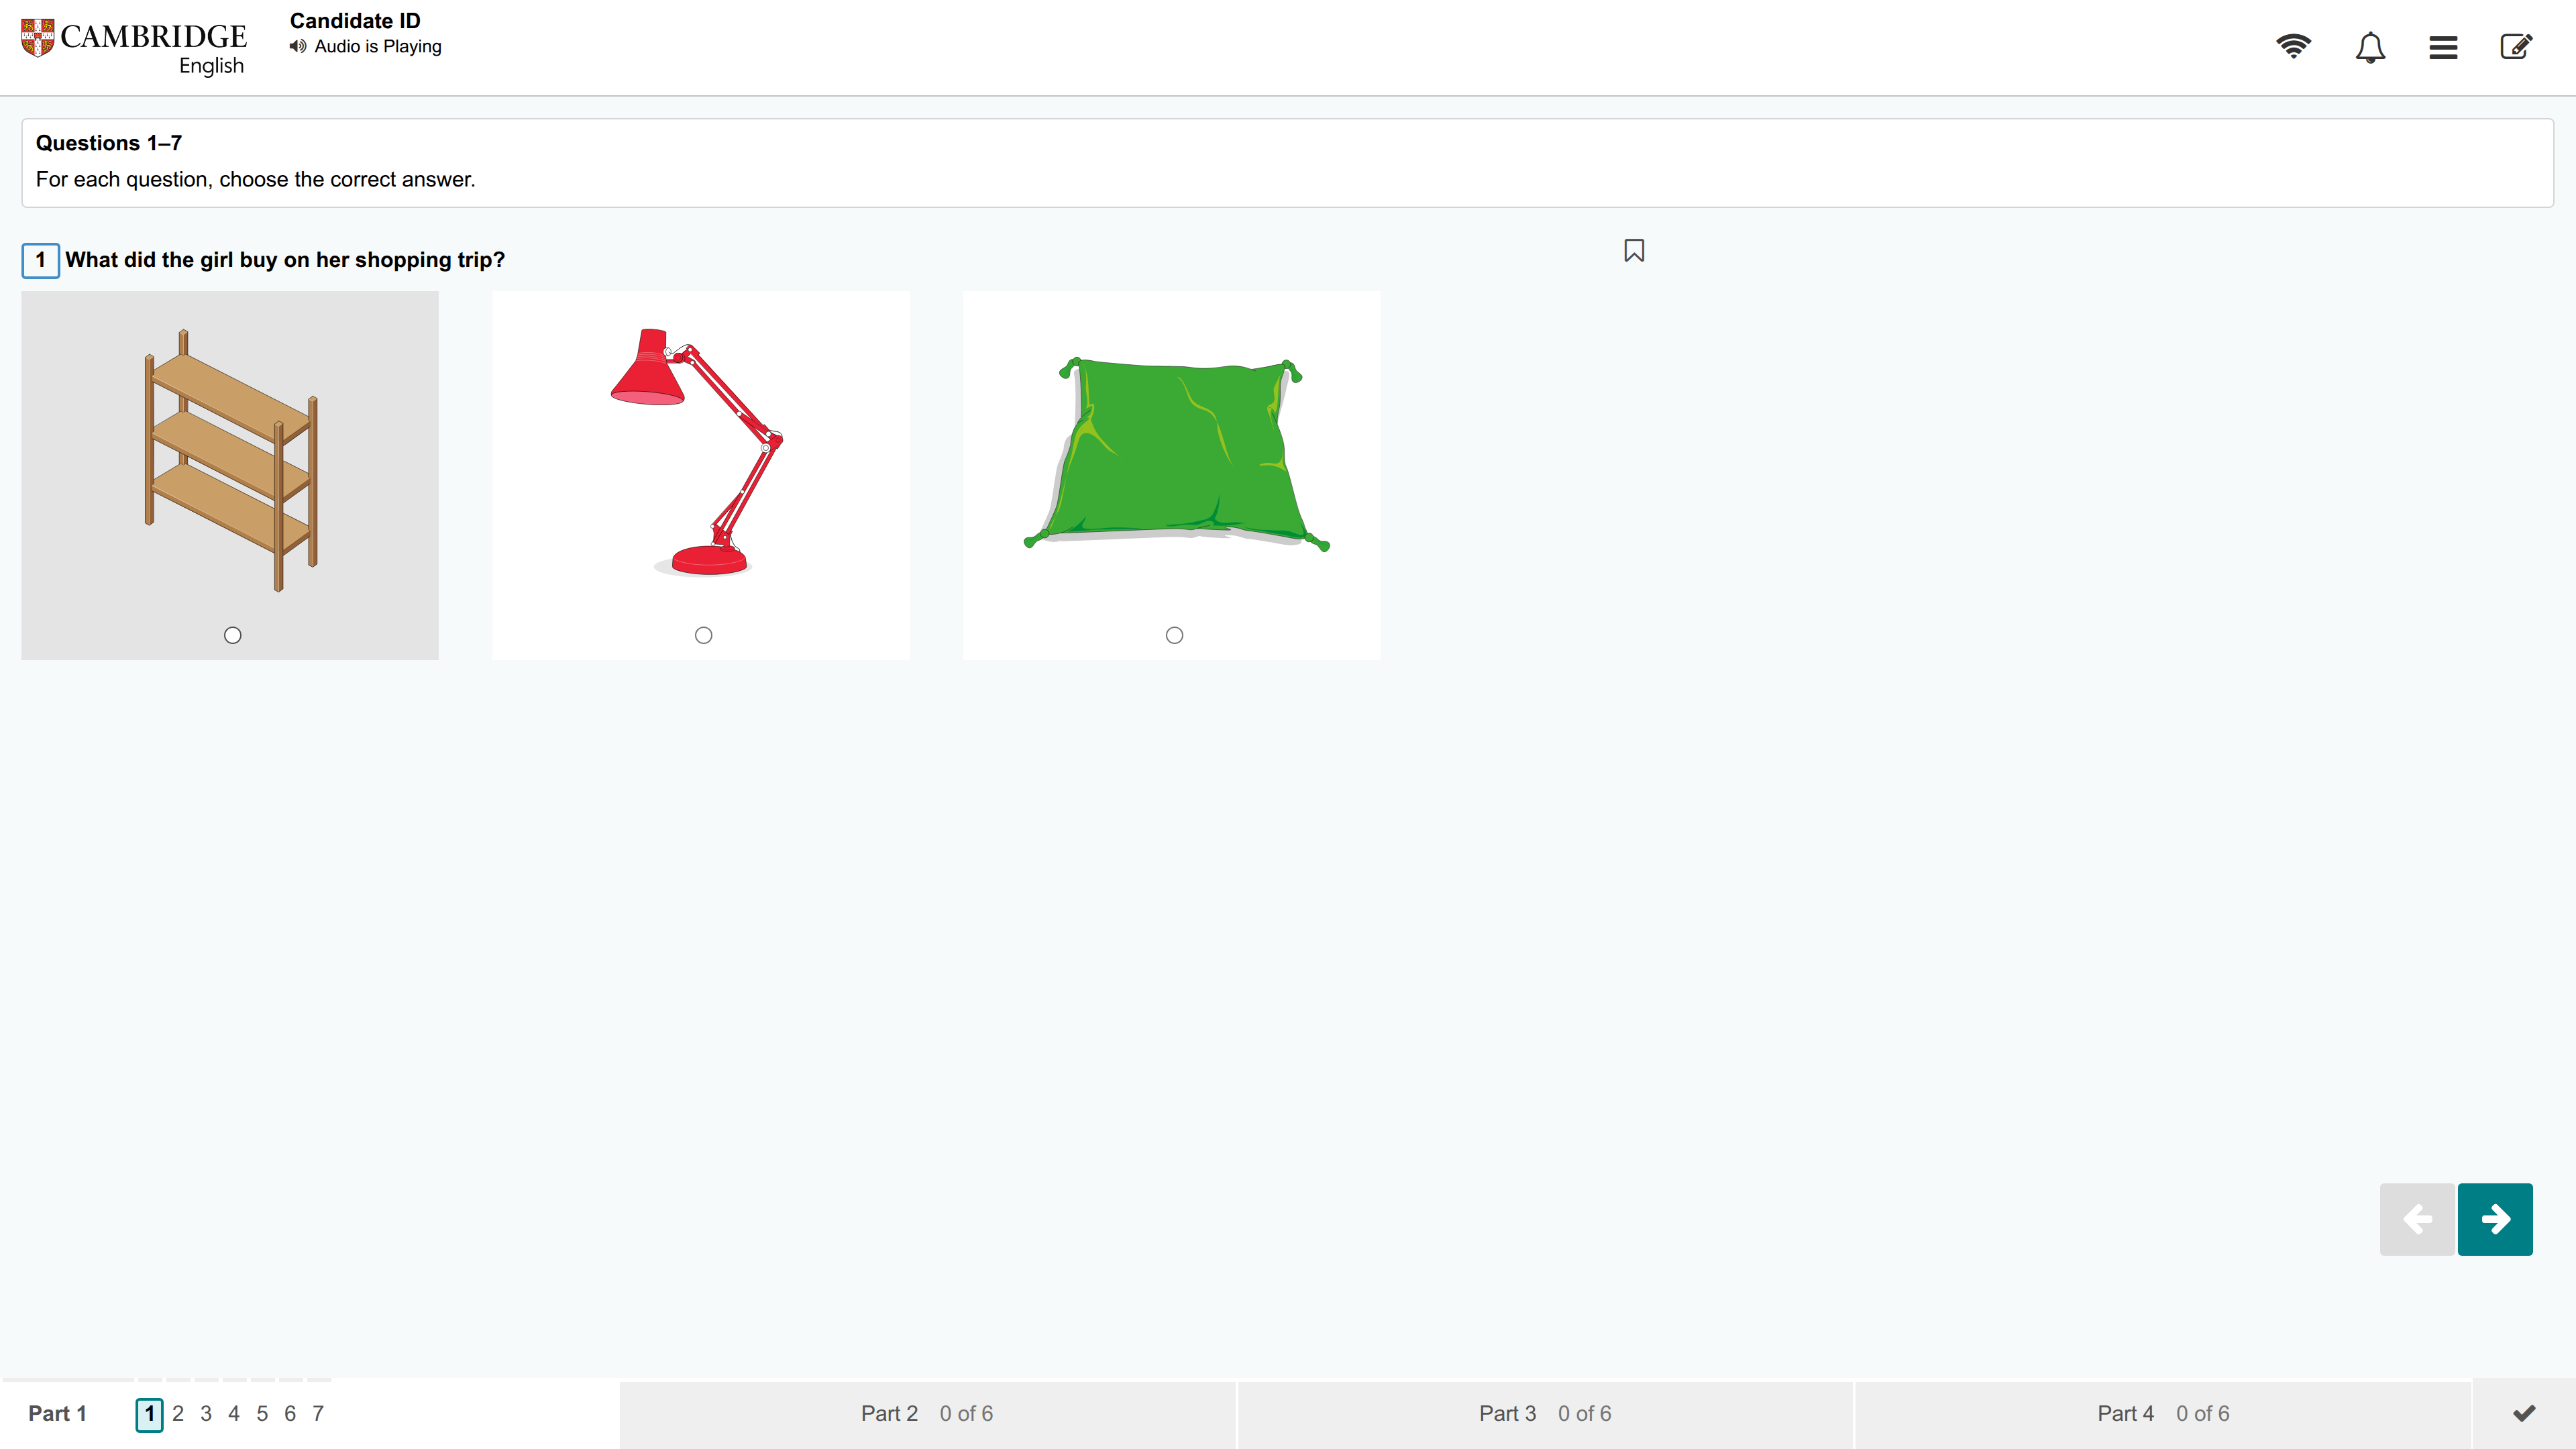 CAMBRIDGE
English
Candidate ID
Audio is Playing
Questions 1–7
For each question, choose the correct answer.
1 What did the girl buy on her shopping trip?
Part 1 1 2 3 4 5 6 7 Part 2 0 of 6 Part 3 0 of 6 Part 4 0 of 6